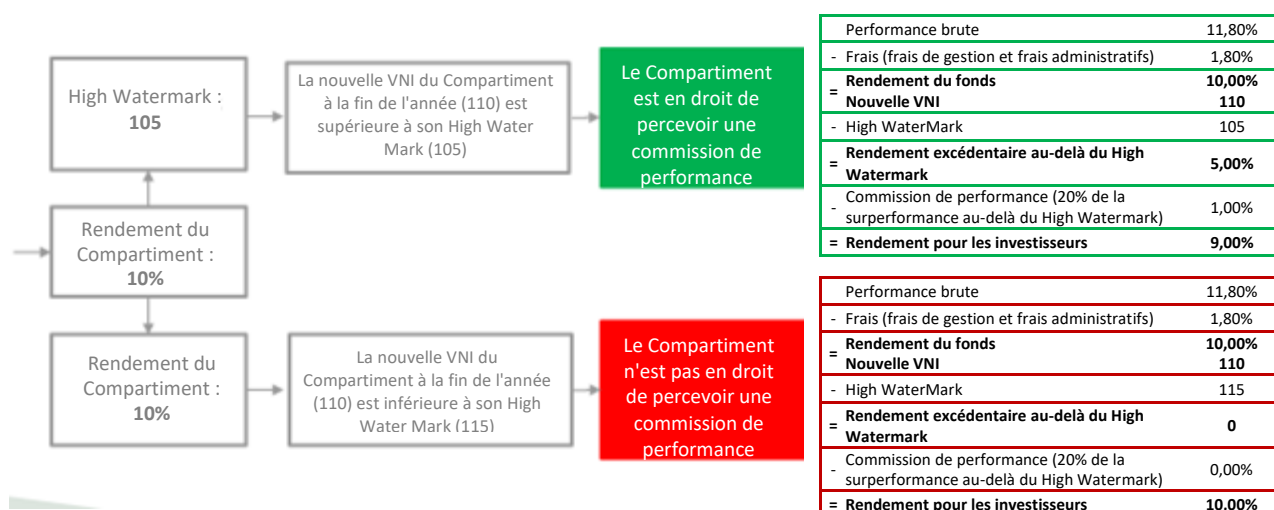 High Watermark :
105
La nouvelle VNI du Compartiment
à la fin de l'année (110) est
supérieure à son High Water
Mark (105)
Le Compartiment
est en droit de
percevoir une
commission de
performance
Rendement du
Compartiment :
10%
Rendement du
Compartiment :
10%
La nouvelle VNI du
Compartiment à la fin de l'année
(110) est inférieure à son High
Water Mark (115)
Le Compartiment
n'est pas en droit
de percevoir une
commission de
performance
Performance brute 11,80%
- Frais (frais de gestion et frais administratifs) 1,80%
= Rendement du fonds 10,00%
Nouvelle VNI 110
- High WaterMark 105
= Rendement excédentaire au-delà du High
Watermark 5,00%
- Commission de performance (20% de la
surperformance au-delà du High Watermark) 1,00%
= Rendement pour les investisseurs 9,00%
Performance brute 11,80%
- Frais (frais de gestion et frais administratifs) 1,80%
= Rendement du fonds 10,00%
Nouvelle VNI 110
- High WaterMark 115
= Rendement excédentaire au-delà du High
Watermark 0
- Commission de performance (20% de la
surperformance au-delà du High Watermark) 0,00%
= Rendement pour les investisseurs 10,00%